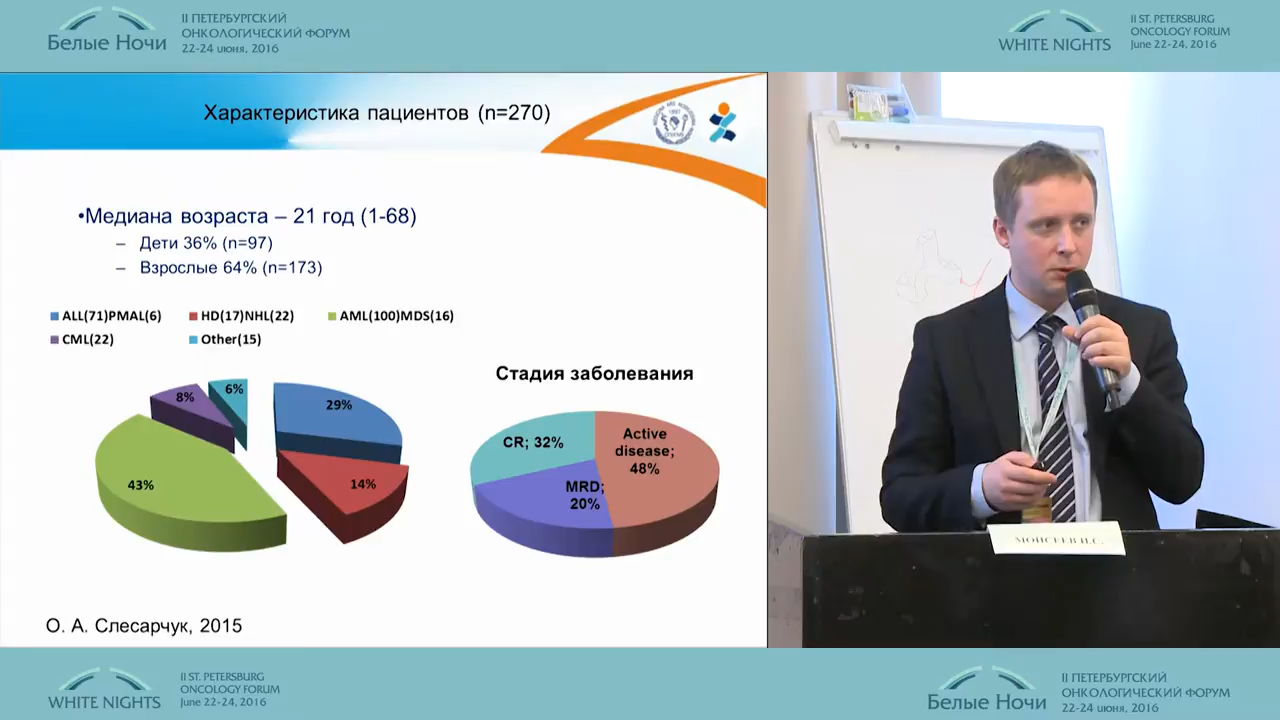 Белые Ночи
II ПЕТЕРБУРГСКИЙ
ОНКОЛОГИЧЕСКИЙ ФОРУМ
22-24 июня, 2016
WHITE NIGHTS
II ST. PETERSBURG
ONCOLOGY FORUM
June 22-24, 2016
Характеристика пациентов (n=270)
•Медиана возраста – 21 год (1-68)
– Дети 36% (n=97)
– Взрослые 64% (n=173)
ALL(71)PMAL(6) HD(17)NHL(22) AML(100)MDS(16)
CML(22) Other(15)
29%
14%
43%
8%
6%
Стадия заболевания
CR; 32%
Active
disease;
48%
MRD;
20%
О. А. Слесарчук, 2015
МОИСЕЕВ И.С.
WHITE NIGHTS
II ST. PETERSBURG
ONCOLOGY FORUM
June 22-24, 2016
Белые Ночи
II ПЕТЕРБУРГСКИЙ
ОНКОЛОГИЧЕСКИЙ ФОРУМ
22-24 июня, 2016